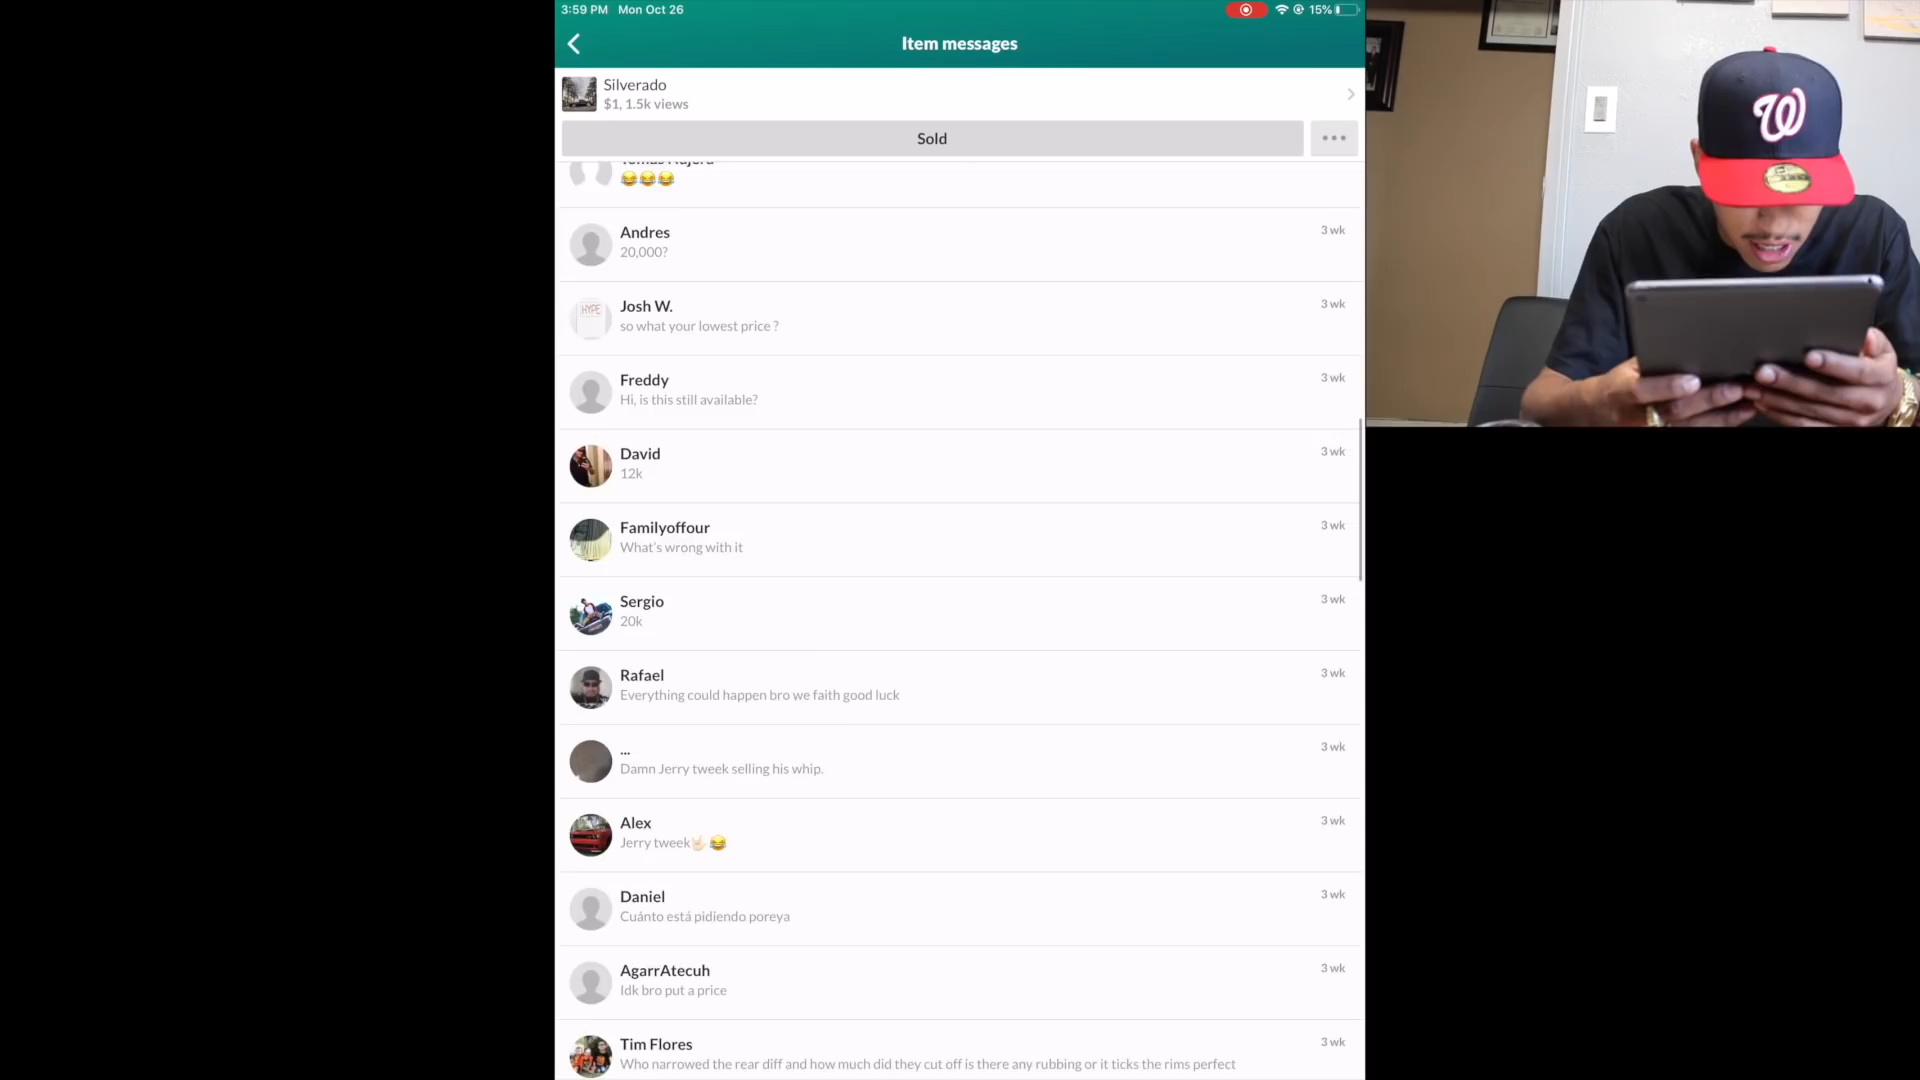 3:59 PM Mon Oct 26
15%
Item messages
Silverado
$1, 1.5k views
Sold
😂😂😂
Andres
3 wk
20,000?
HYPE
Josh W.
3 wk
so what your lowest price ?
Freddy
3 wk
Hi, is this still available?
David
3 wk
12k
Familyoffour
3 wk
What's wrong with it
Sergio
3 wk
20k
Rafael
3 wk
Everything could happen bro we faith good luck
...
3 wk
Damn Jerry tweek selling his whip.
Alex
3 wk
Jerry tweek🤟🏻😂
Daniel
3 wk
Cuánto está pidiendo poreya
AgarrAtecuh
3 wk
Idk bro put a price
Tim Flores
3 wk
Who narrowed the rear diff and how much did they cut off is there any rubbing or it ticks the rims perfect
W